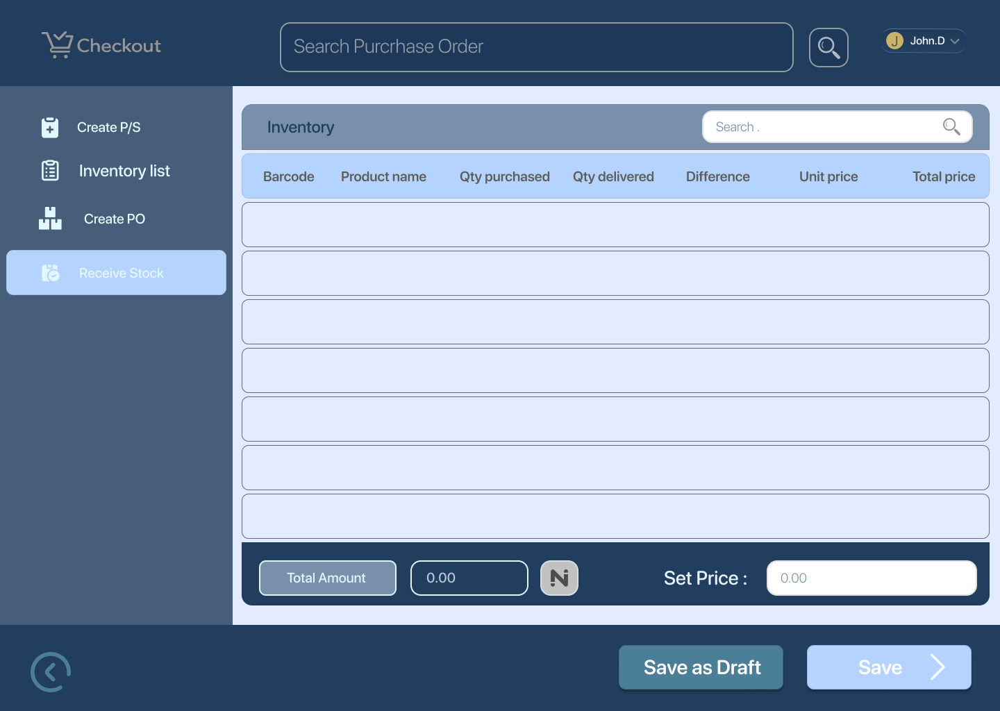 Checkout
Search Purcrhase Order
J John.D
Create P/S
Inventory list
Create PO
Receive Stock
Inventory
Search .
Barcode Product name Qty purchased Qty delivered Difference Unit price Total price
Total Amount 0.00 N Set Price : 0.00
Save as Draft Save